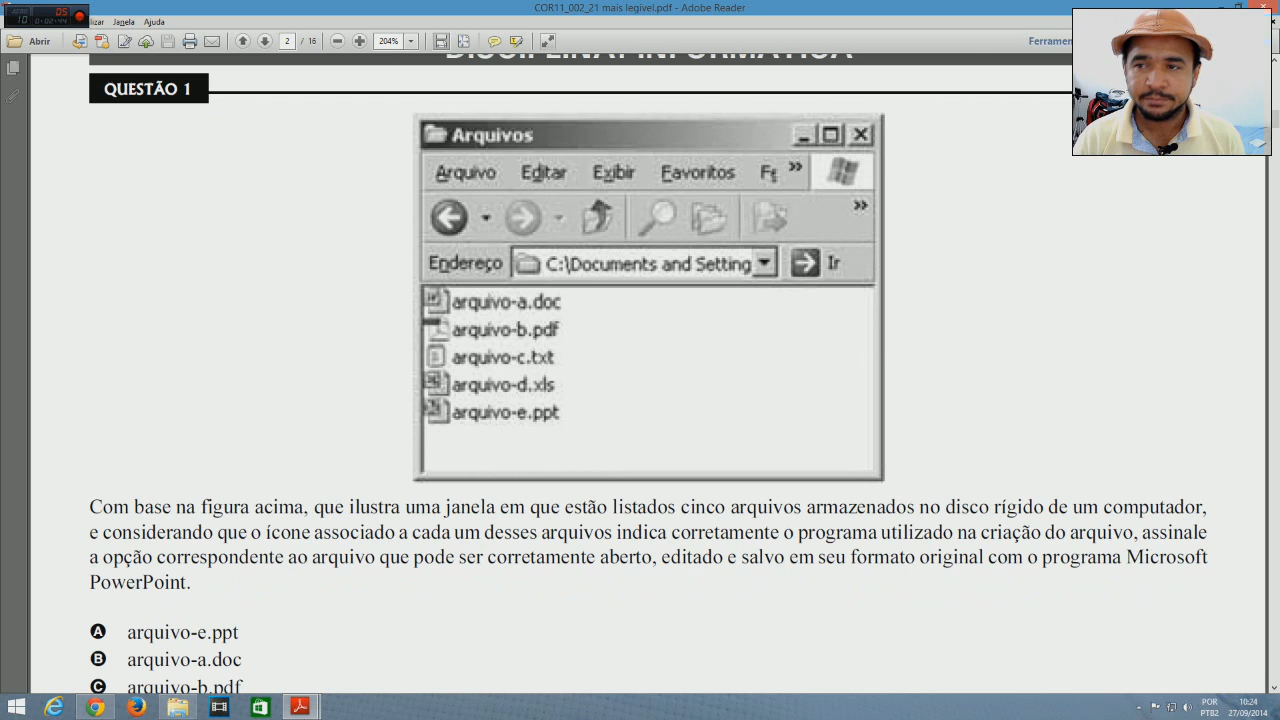 COR11_002_21 mais legivel.pdf - Adobe Reader
lizar Janela Ajuda
Abrir 2 / 16 204% Ferramen
DISCIPLINA: INFORMÁTICA
QUESTÃO 1
Arquivos
Arquivo Editar Exibir Favoritos Fe »
»
Endereço C:\Documents and Setting Ir
arquivo-a.doc
arquivo-b.pdf
arquivo-c.txt
arquivo-d.xls
arquivo-e.ppt
Com base na figura acima, que ilustra uma janela em que estão listados cinco arquivos armazenados no disco rígido de um computador,
e considerando que o ícone associado a cada um desses arquivos indica corretamente o programa utilizado na criação do arquivo, assinale
a opção correspondente ao arquivo que pode ser corretamente aberto, editado e salvo em seu formato original com o programa Microsoft
PowerPoint.
A arquivo-e.ppt
B arquivo-a.doc
C arquivo-b.pdf
POR 10:24
PTB2 27/09/2014